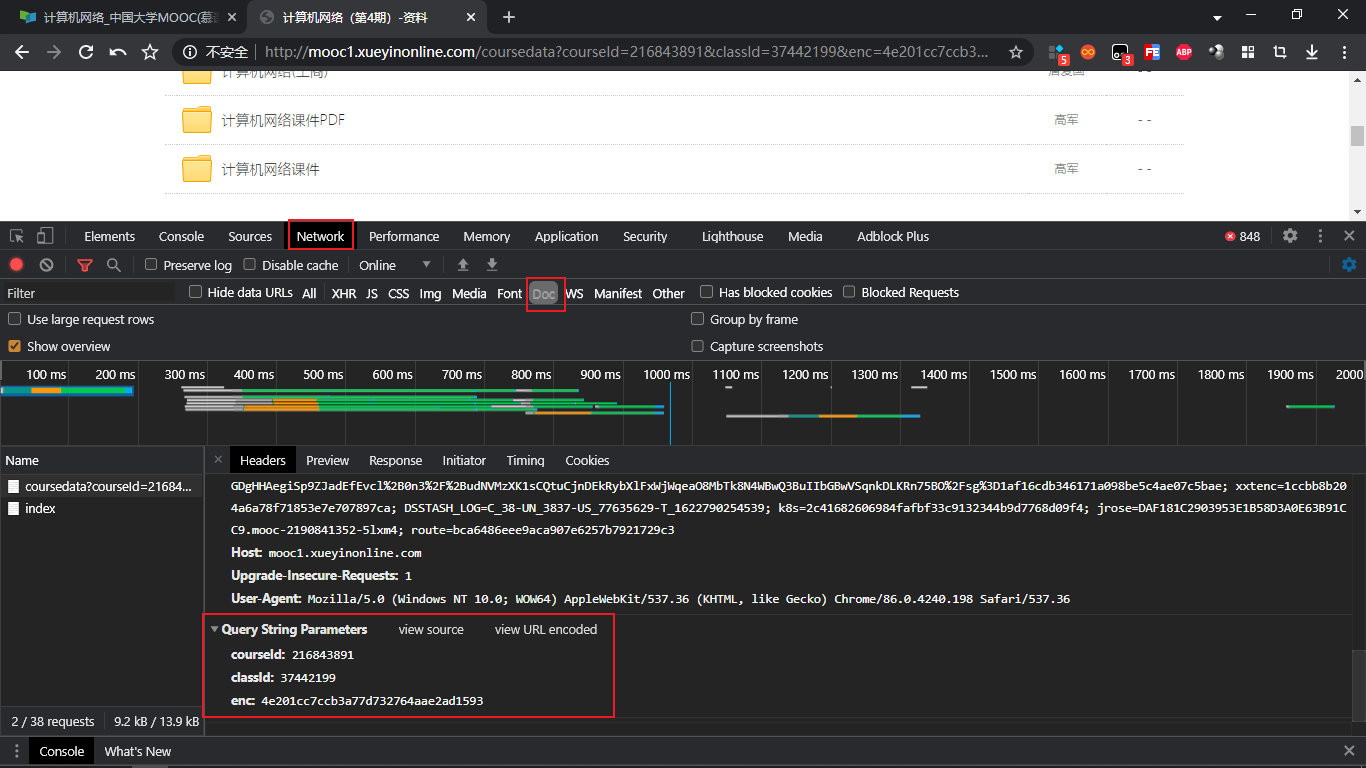 计算机网络_中国大学MOOC(慕
计算机网络（第4期）-资料
不安全 http://mooc1.xueyinonline.com/coursedata?courseId=216843891&classId=37442199&enc=4e201cc7ccb3...
5
3
FE
ABP
计算机网络(工商)
计算机网络课件PDF 高军 - -
计算机网络课件 高军 - -
Elements Console Sources Network Performance Memory Application Security Lighthouse Media Adblock Plus 848
Preserve log Disable cache Online
Filter Hide data URLs All XHR JS CSS Img Media Font Doc WS Manifest Other Has blocked cookies Blocked Requests
Use large request rows Group by frame
Show overview Capture screenshots
100 ms 200 ms 300 ms 400 ms 500 ms 600 ms 700 ms 800 ms 900 ms 1000 ms 1100 ms 1200 ms 1300 ms 1400 ms 1500 ms 1600 ms 1700 ms 1800 ms 1900 ms 2000
Name Headers Preview Response Initiator Timing Cookies
coursedata?courseId=21684...
index
GDgHHAegiSp9ZJadEfEvcl%2B0n3%2F%2BudNVMzXK1sCQtuCjnDEkRybXlFxWjWqeaO8MbTk8N4WBwQ3BuIIbGBwVSqnkDLKRn75BO%2Fsg%3D1af16cdb346171a098be5c4ae07c5bae; xxtenc=1ccbb8b20
4a6a78f71853e7e707897ca; DSSTASH_LOG=C_38-UN_3837-US_77635629-T_1622790254539; k8s=2c41682606984fafbf33c9132344b9d7768d09f4; jrose=DAF181C2903953E1B58D3A0E63B91C
C9.mooc-2190841352-5lxm4; route=bca6486eee9aca907e6257b7921729c3
Host: mooc1.xueyinonline.com
Upgrade-Insecure-Requests: 1
User-Agent: Mozilla/5.0 (Windows NT 10.0; WOW64) AppleWebKit/537.36 (KHTML, like Gecko) Chrome/86.0.4240.198 Safari/537.36
Query String Parameters view source view URL encoded
courseId: 216843891
classId: 37442199
enc: 4e201cc7ccb3a77d732764aae2ad1593
2 / 38 requests 9.2 kB / 13.9 kB
Console What's New